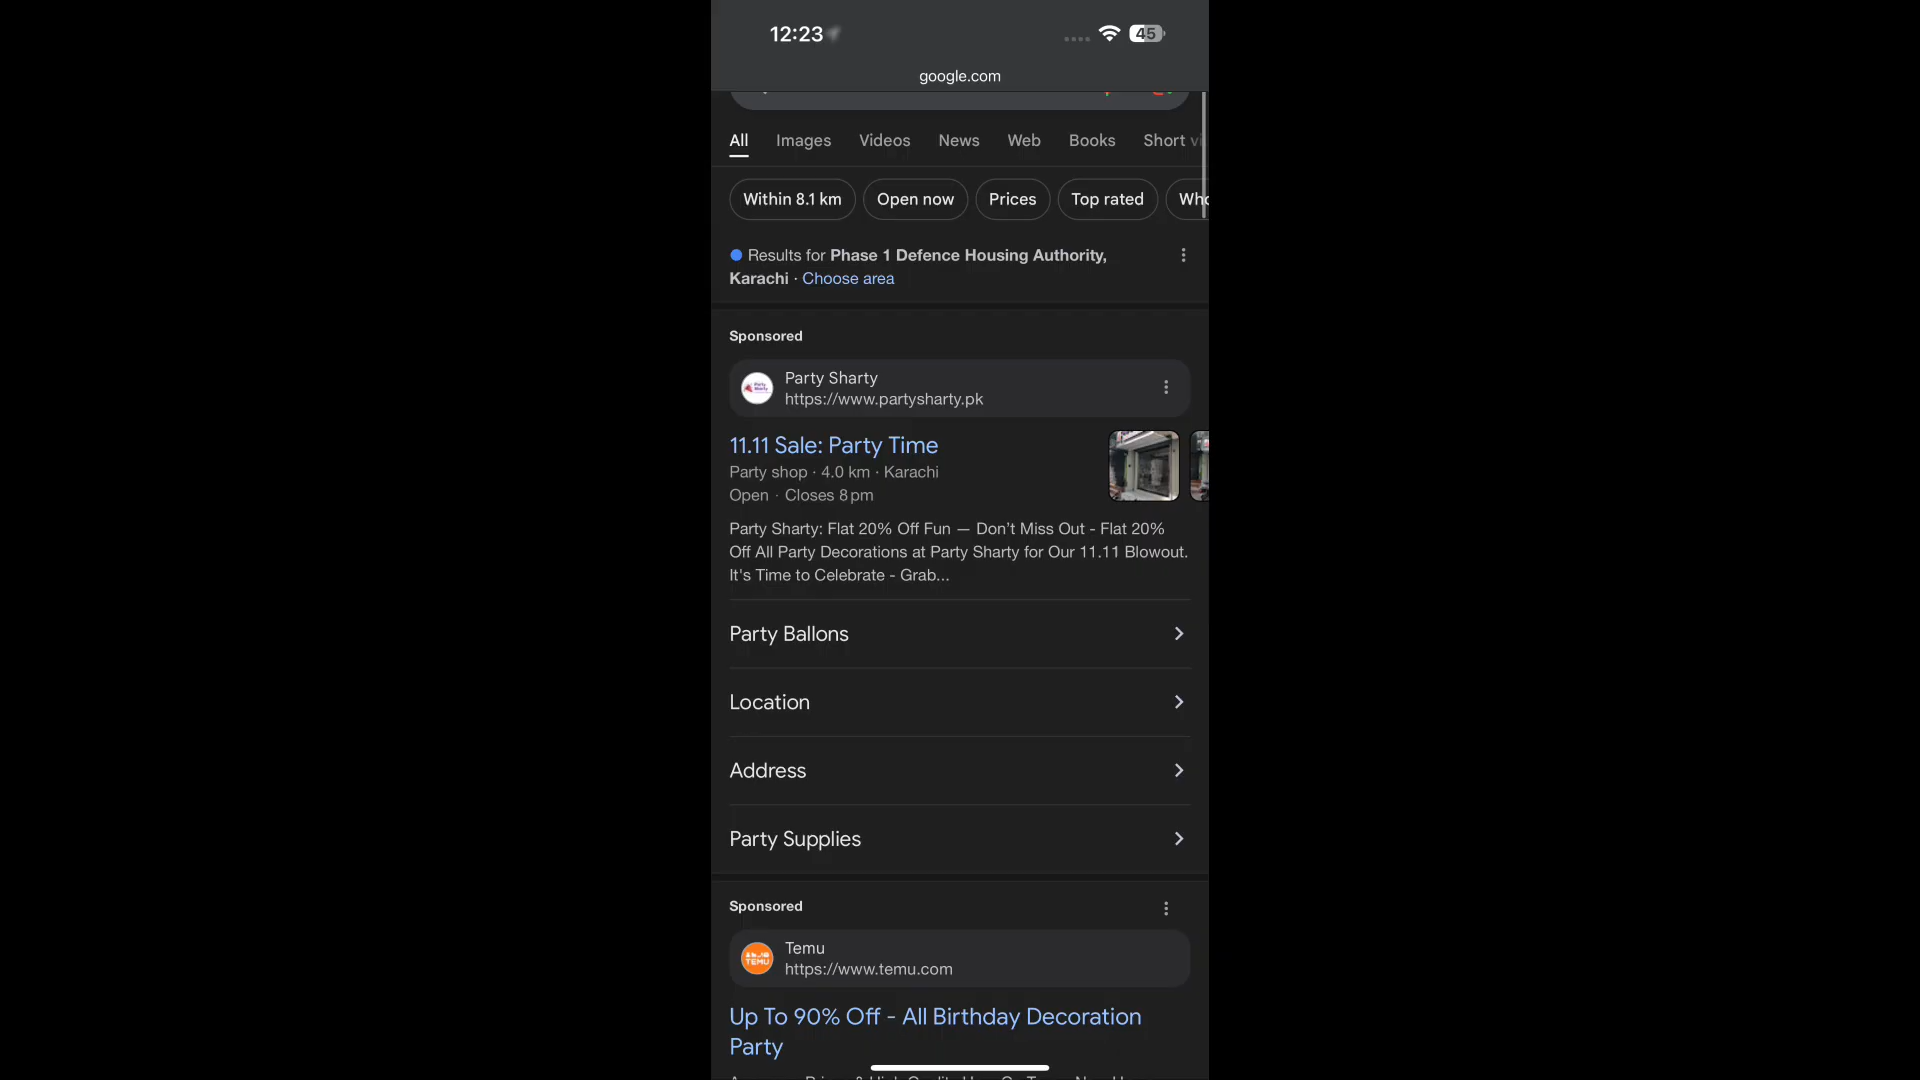 12:23
45
google.com
All Images Videos News Web Books Short vi
Within 8.1 km Open now Prices Top rated Who
Results for Phase 1 Defence Housing Authority,
Karachi · Choose area
Sponsored
Party Sharty
https://www.partysharty.pk
11.11 Sale: Party Time
Party shop · 4.0 km · Karachi
Open · Closes 8 pm
Party Sharty: Flat 20% Off Fun — Don’t Miss Out - Flat 20%
Off All Party Decorations at Party Sharty for Our 11.11 Blowout.
It's Time to Celebrate - Grab...
Party Ballons
Location
Address
Party Supplies
Sponsored
TEMU
Temu
https://www.temu.com
Up To 90% Off - All Birthday Decoration
Party